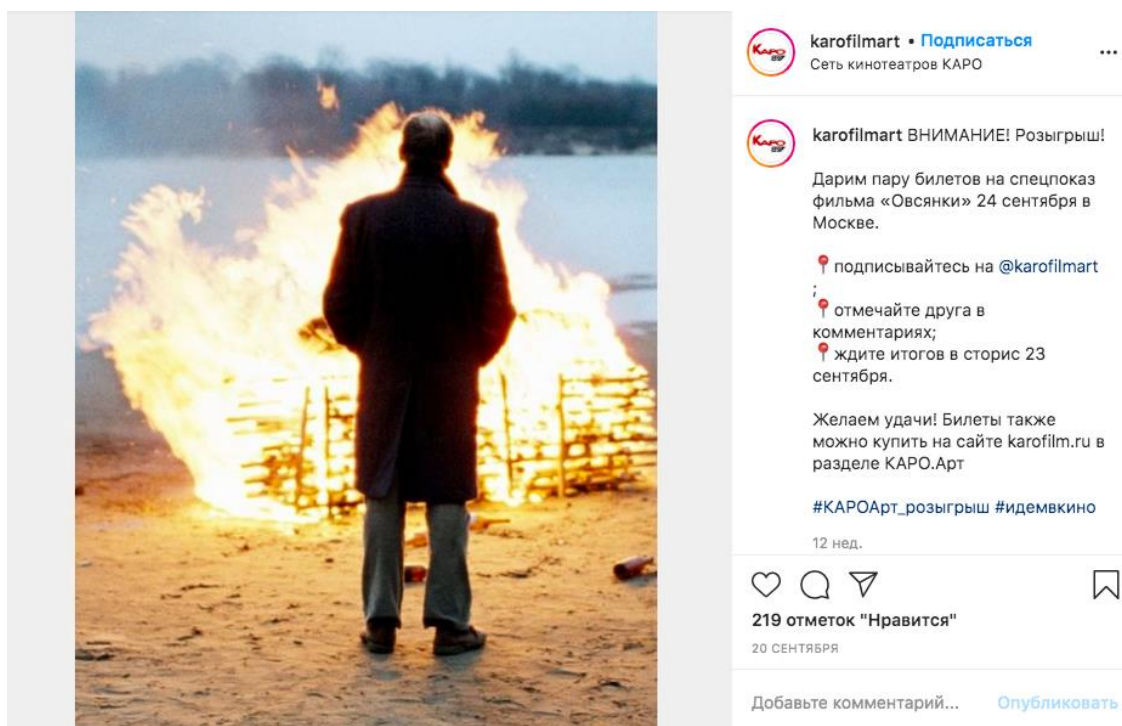 karofilmart • Подписаться
Сеть кинотеатров КАРО
КАРО
karofilmart ВНИМАНИЕ! Розыгрыш!
КАРО
Дарим пару билетов на спецпоказ
фильма «Овсянки» 24 сентября в
Москве.
📍подписывайтесь на @karofilmart
;
📍отмечайте друга в
комментариях;
📍ждите итогов в сторис 23
сентября.
Желаем удачи! Билеты также
можно купить на сайте karofilm.ru в
разделе КАРО.Арт
#КАРОАрт_розыгрыш #идемвкино
12 нед.
219 отметок "Нравится"
20 СЕНТЯБРЯ
Добавьте комментарий... Опубликовать